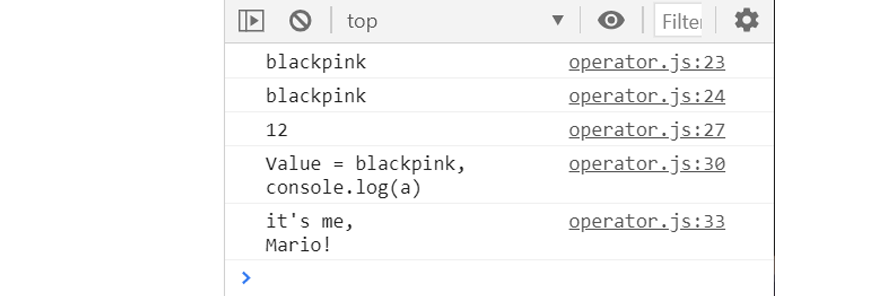 top Filter
blackpink operator.js:23
blackpink operator.js:24
12 operator.js:27
Value = blackpink, operator.js:30
console.log(a)
it's me, operator.js:33
Mario!